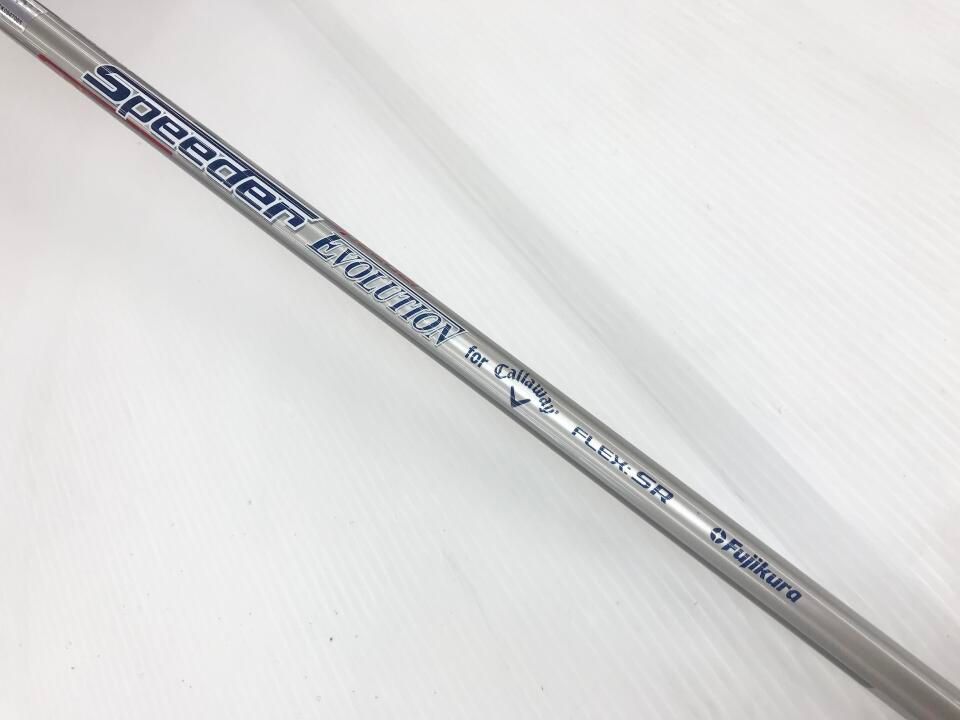 Speeder EVOLUTION for Callaway FLEX: SR Fujikura